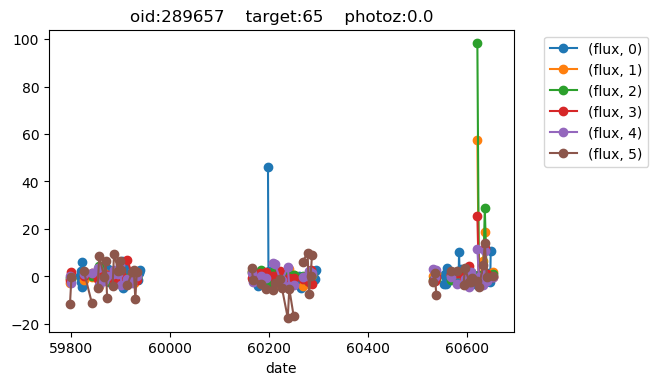 oid:289657    target:65    photoz:0.0
100
80
60
40
20
0
−20
59800
60000
60200
60400
60600
date
(flux, 0)
(flux, 1)
(flux, 2)
(flux, 3)
(flux, 4)
(flux, 5)